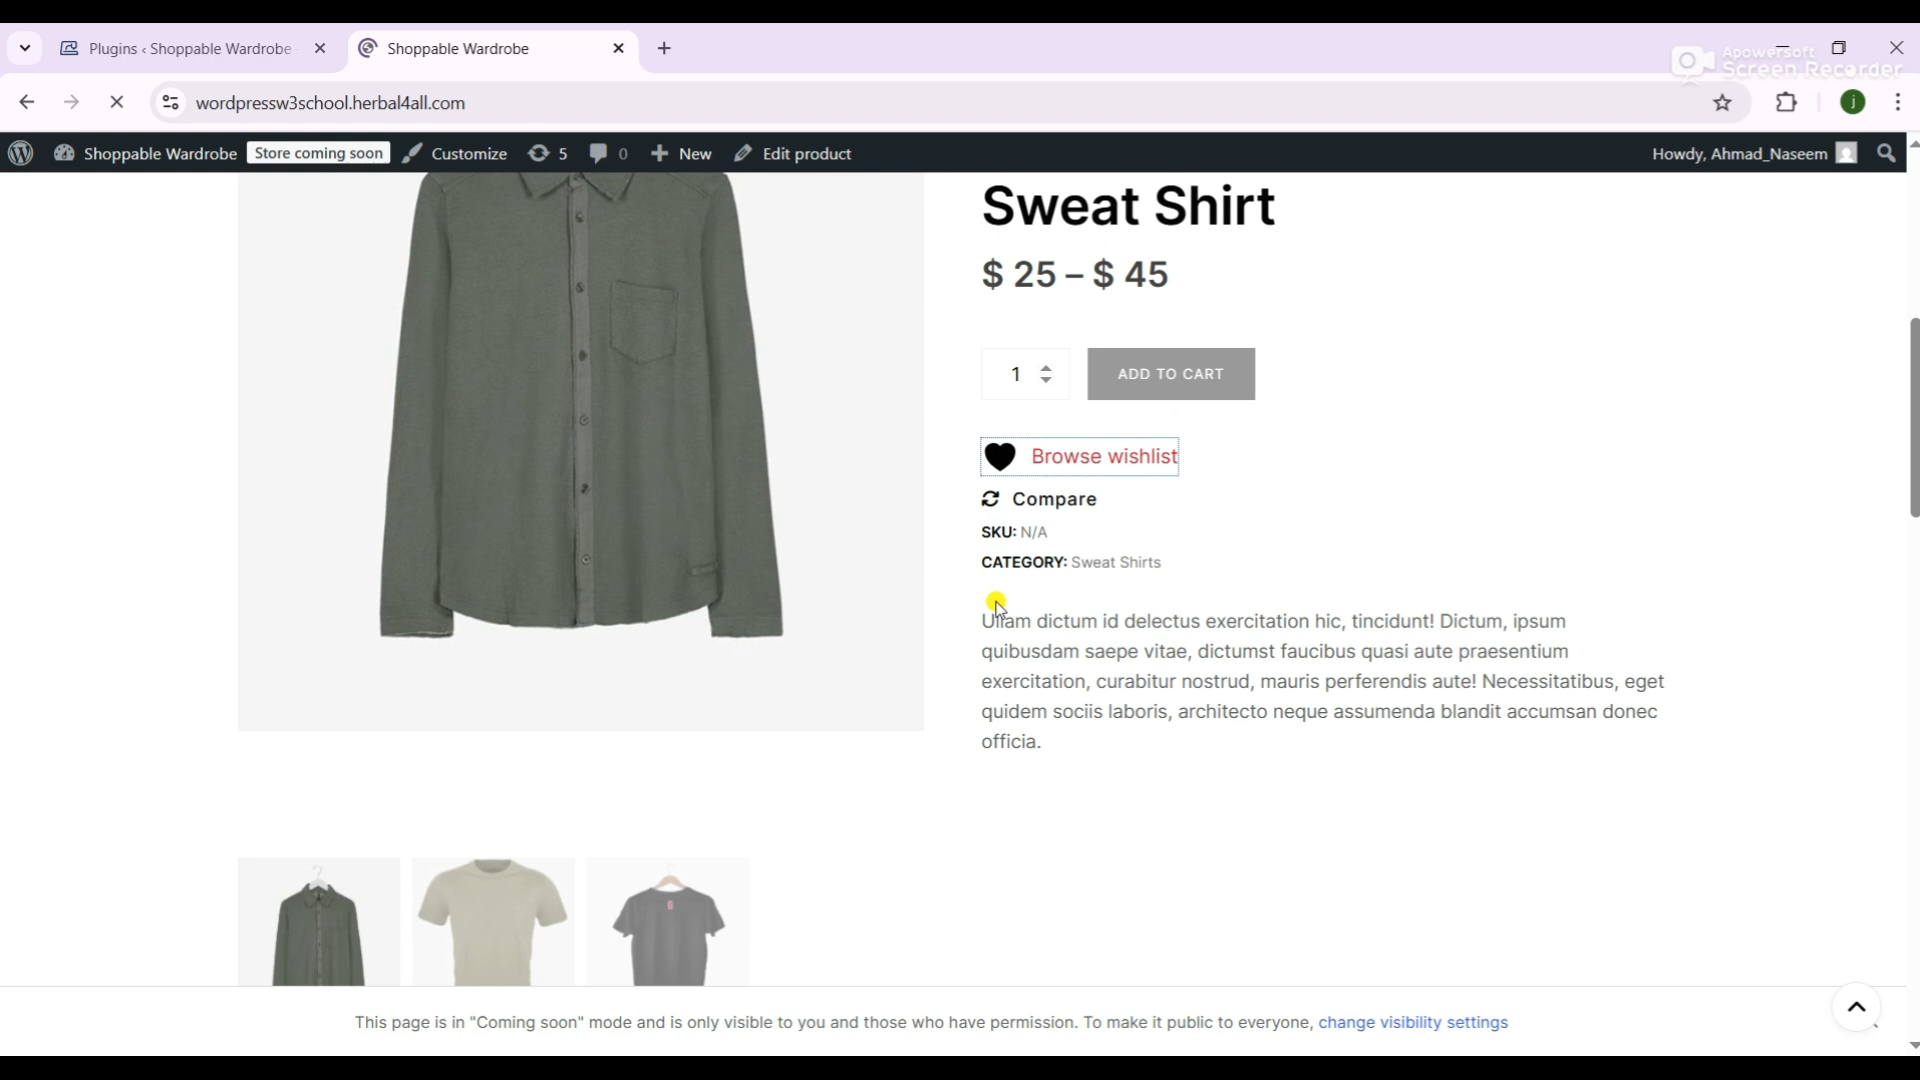 Plugins ‹ Shoppable Wardrobe
Shoppable Wardrobe
Apowersoft
Screen Recorder
wordpressw3school.herbal4all.com
j
Shoppable Wardrobe
Store coming soon
Customize
5
0
New
Edit product
Howdy, Ahmad_Naseem
Sweat Shirt
$ 25 – $ 45
1
ADD TO CART
Browse wishlist
Compare
SKU: N/A
CATEGORY: Sweat Shirts
Ullam dictum id delectus exercitation hic, tincidunt! Dictum, ipsum
quibusdam saepe vitae, dictumst faucibus quasi aute praesentium
exercitation, curabitur nostrud, mauris perferendis aute! Necessitatibus, eget
quidem sociis laboris, architecto neque assumenda blandit accumsan donec
officia.
This page is in "Coming soon" mode and is only visible to you and those who have permission. To make it public to everyone, change visibility settings